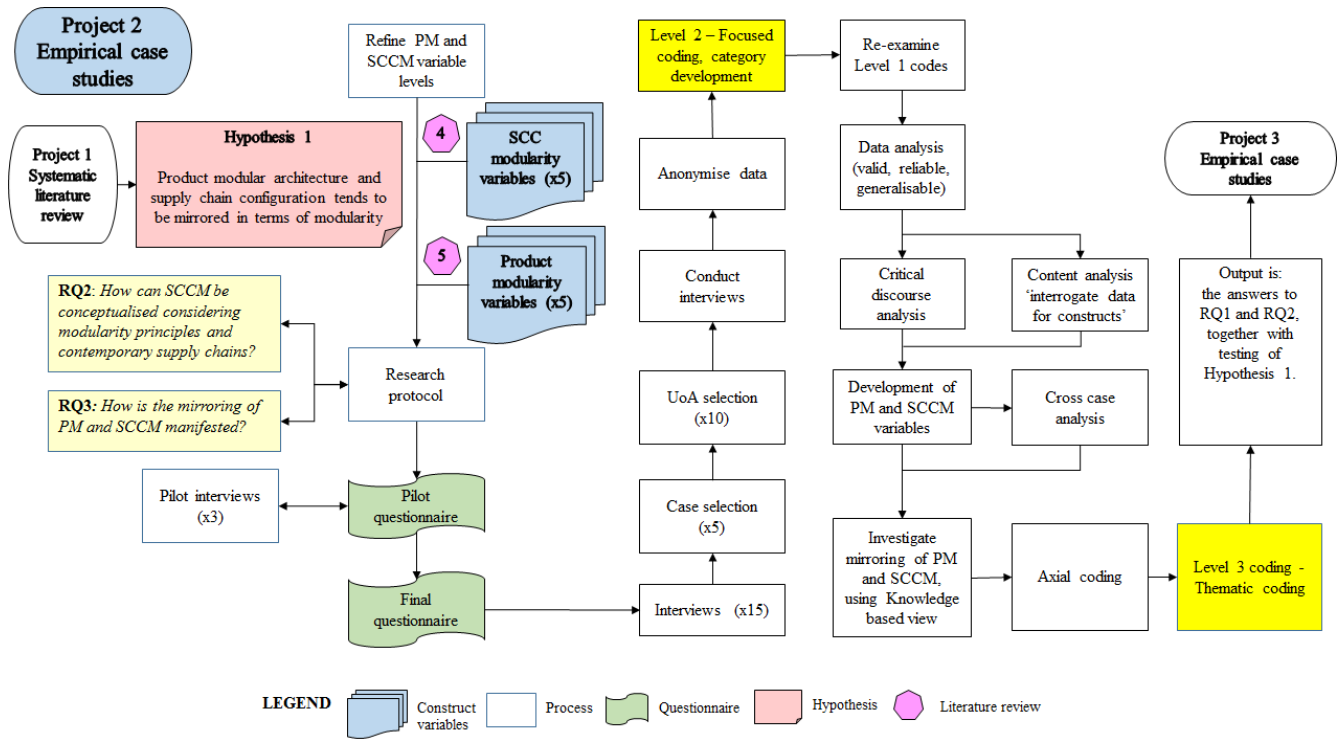 Project 2
Empirical case
studies
Project 1
Systematic
literature
review
Hypothesis 1
Product modular architecture and
supply chain configuration tends to
be mirrored in terms of modularity
Refine PM and
SCCM variable
levels
4
SCC
modularity
variables (x5)
5
Product
modularity
variables (x5)
RQ2: How can SCCM be
conceptualised considering
modularity principles and
contemporary supply chains?
RQ3: How is the mirroring of
PM and SCCM manifested?
Research
protocol
Pilot interviews
(x3)
Pilot
questionnaire
Final
questionnaire
Interviews (x15)
Case selection
(x5)
UoA selection
(x10)
Conduct
interviews
Anonymise data
Level 2 – Focused
coding, category
development
Re-examine
Level 1 codes
Data analysis
(valid, reliable,
generalisable)
Critical
discourse
analysis
Content analysis
‘interrogate data
for constructs’
Development of
PM and SCCM
variables
Cross case
analysis
Investigate
mirroring of PM
and SCCM,
using Knowledge
based view
Axial coding
Level 3 coding -
Thematic coding
Output is:
the answers to
RQ1 and RQ2,
together with
testing of
Hypothesis 1.
Project 3
Empirical case
studies
LEGEND
Construct
variables
Process
Questionnaire
Hypothesis
Literature review